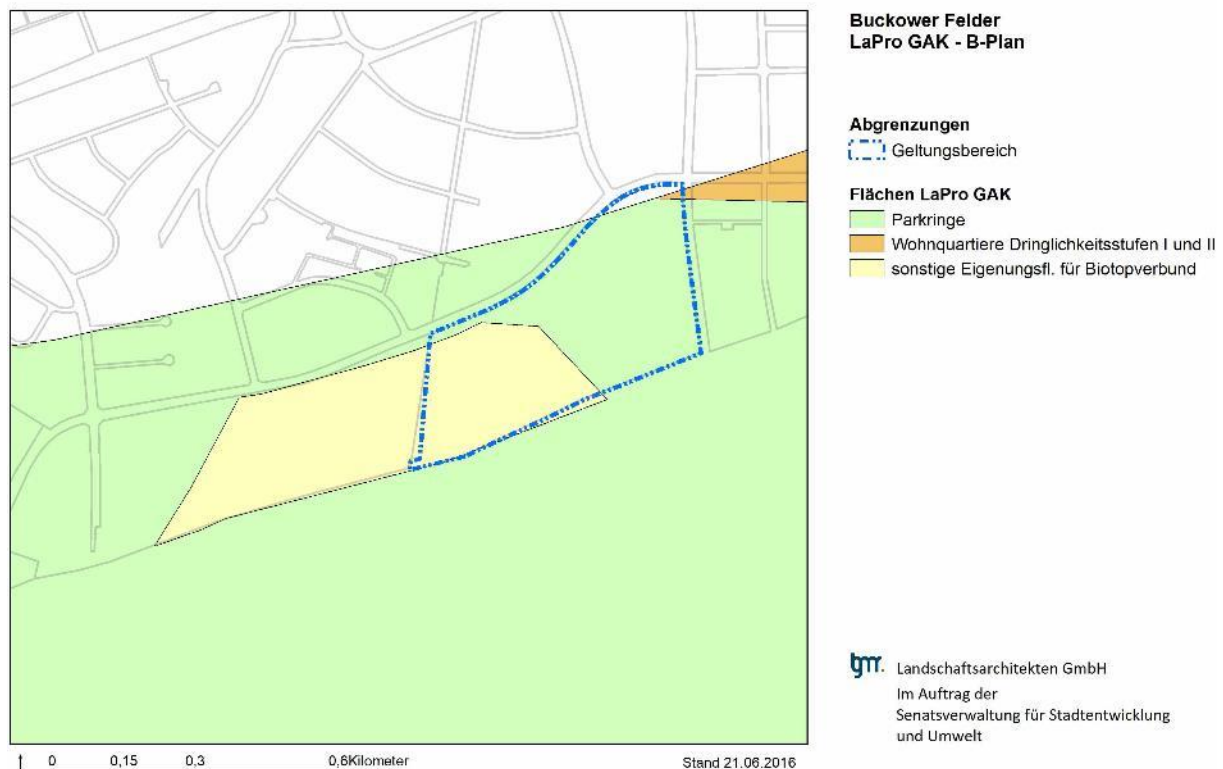 Buckower Felder
LaPro GAK - B-Plan
Abgrenzungen
Geltungsbereich
Flächen LaPro GAK
Parkringe
Wohnquartiere Dringlichkeitsstufen I und II
sonstige Eigenungsfl. für Biotopverbund
bgmr. Landschaftsarchitekten GmbH
Im Auftrag der
Senatsverwaltung für Stadtentwicklung
und Umwelt
0 0,15 0,3 0,6Kilometer
Stand 21.06.2016